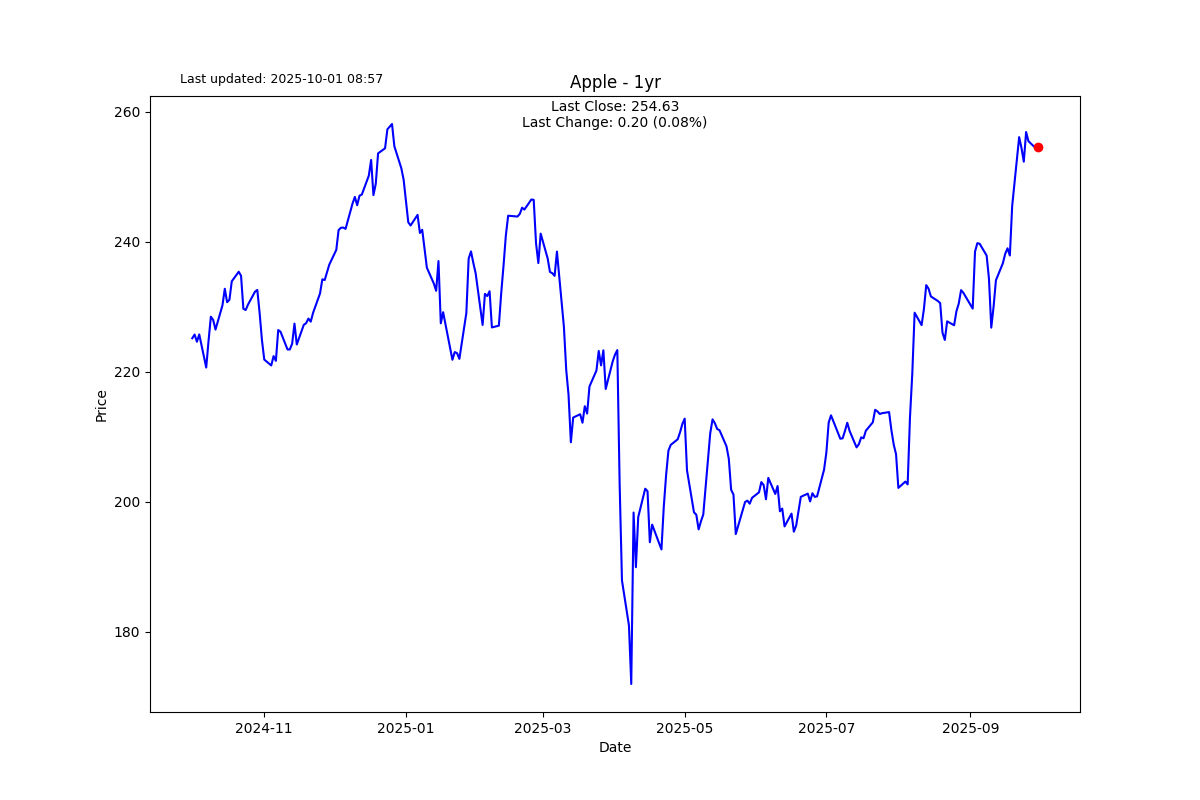 Last updated: 2025-10-01 08:57
Apple - 1yr
Last Close: 254.63
Last Change: 0.20 (0.08%)
260
240
220
200
180
Price
2024-11
2025-01
2025-03
2025-05
2025-07
2025-09
Date